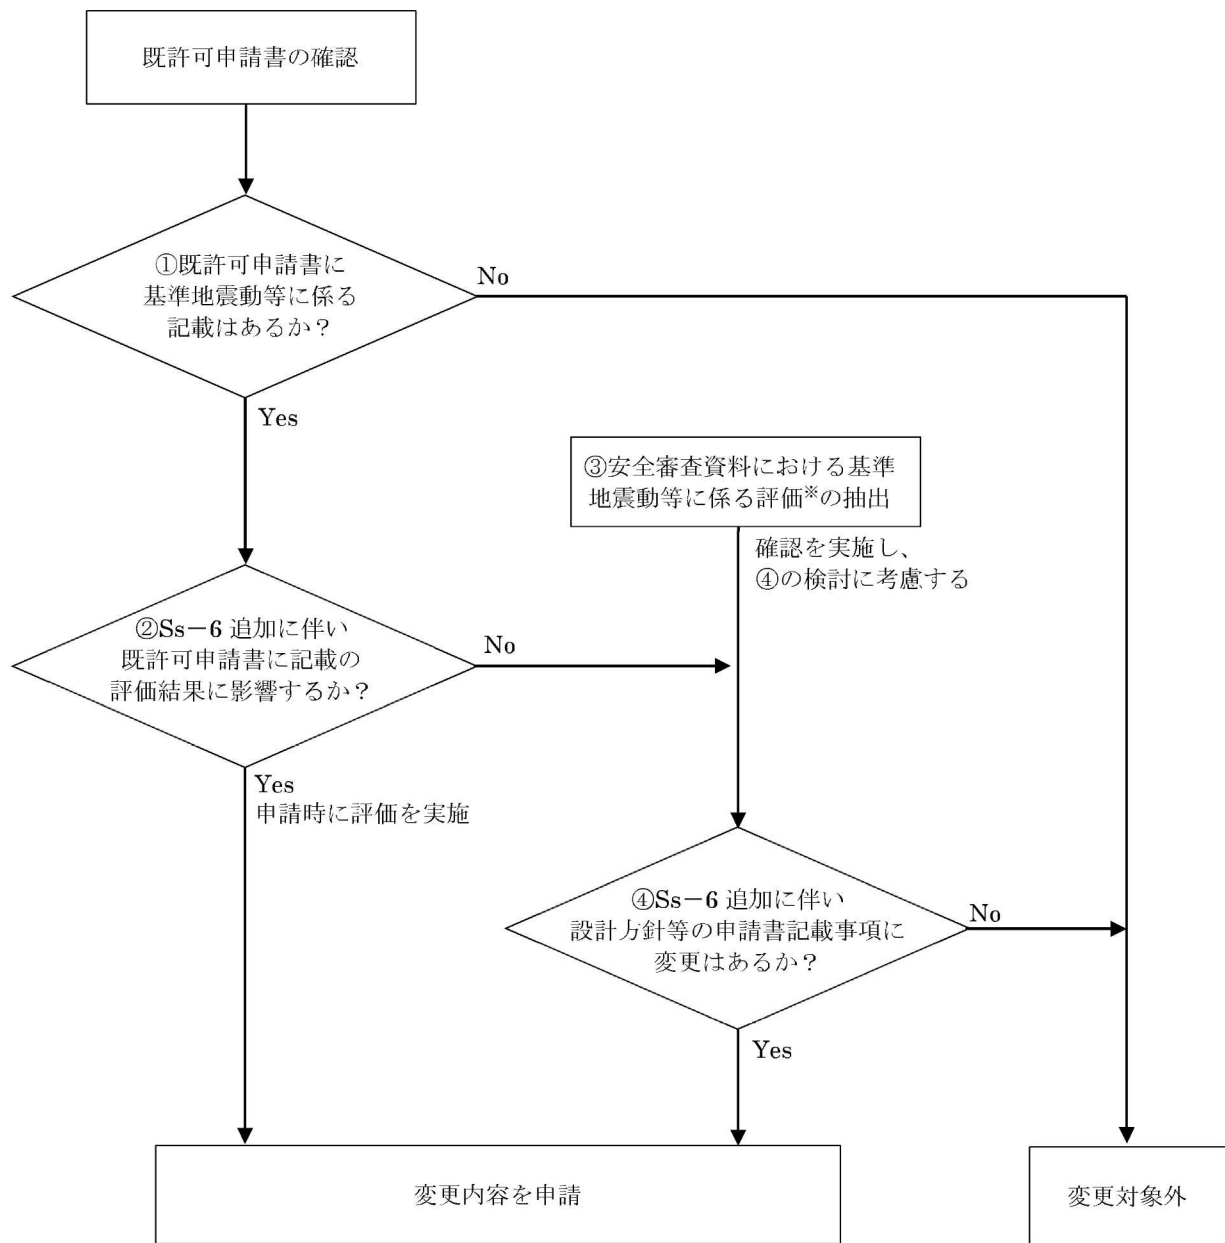 既許可申請書の確認
①既許可申請書に
基準地震動等に係る
記載はあるか？
No
Yes
③安全審査資料における基準
地震動等に係る評価※の抽出
確認を実施し、
④の検討に考慮する
②Ss－6 追加に伴い
既許可申請書に記載の
評価結果に影響するか？
No
Yes
申請時に評価を実施
④Ss－6 追加に伴い
設計方針等の申請書記載事項に
変更はあるか？
No
Yes
変更内容を申請
変更対象外